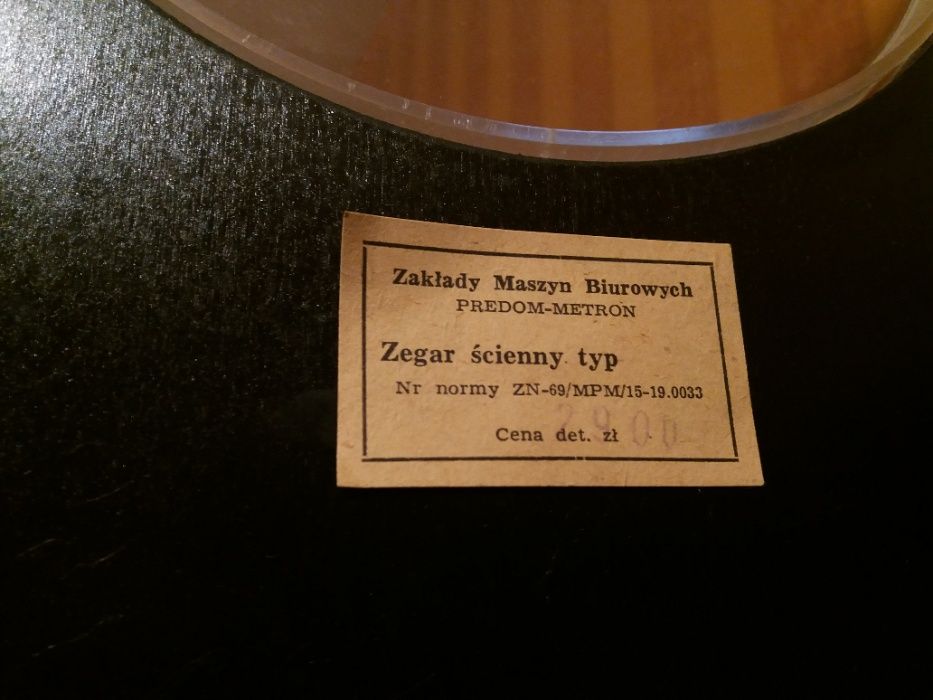 Zakłady Maszyn Biurowych
PREDOM-METRON
Zegar ścienny typ
Nr normy ZN-69/MPM/15-19.0033
Cena det. zł